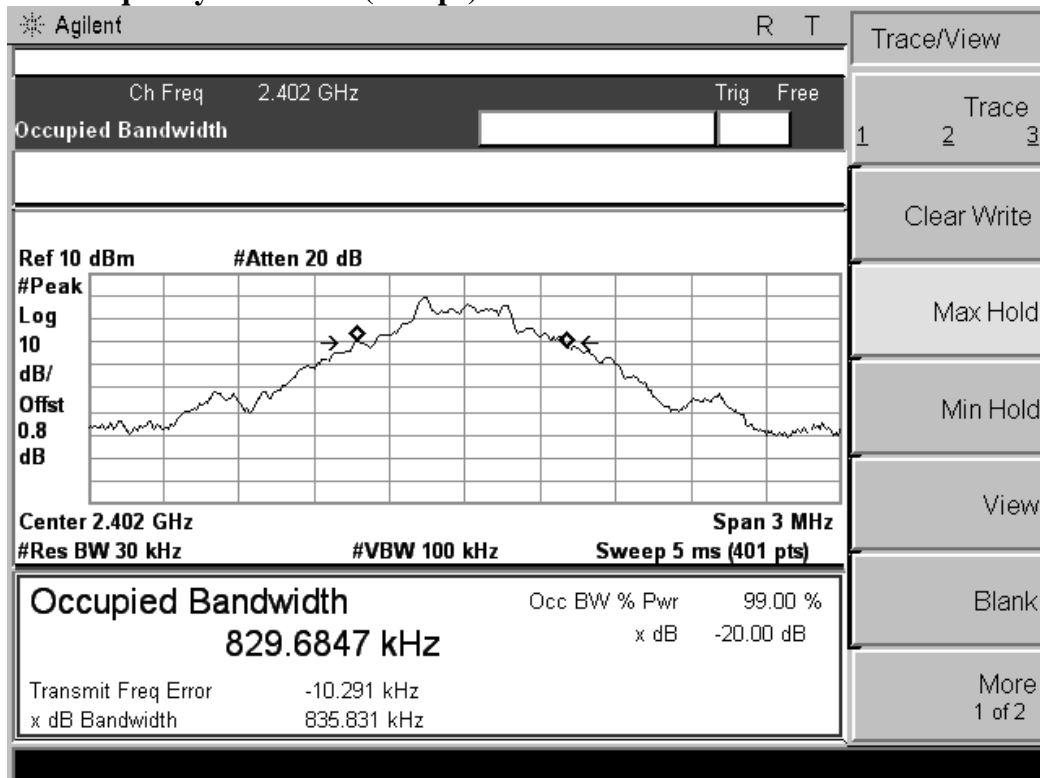 Agilent R T
Trace/View
Ch Freq 2.402 GHz Trig Free
Occupied Bandwidth
Trace
1 2 3
Clear Write
Ref 10 dBm #Atten 20 dB
#Peak
Log
10
dB/
Offst
0.8
dB
Max Hold
Min Hold
View
Center 2.402 GHz Span 3 MHz
#Res BW 30 kHz #VBW 100 kHz Sweep 5 ms (401 pts)
Occupied Bandwidth Occ BW % Pwr 99.00 %
829.6847 kHz x dB -20.00 dB
Transmit Freq Error -10.291 kHz
x dB Bandwidth 835.831 kHz
Blank
More
1 of 2